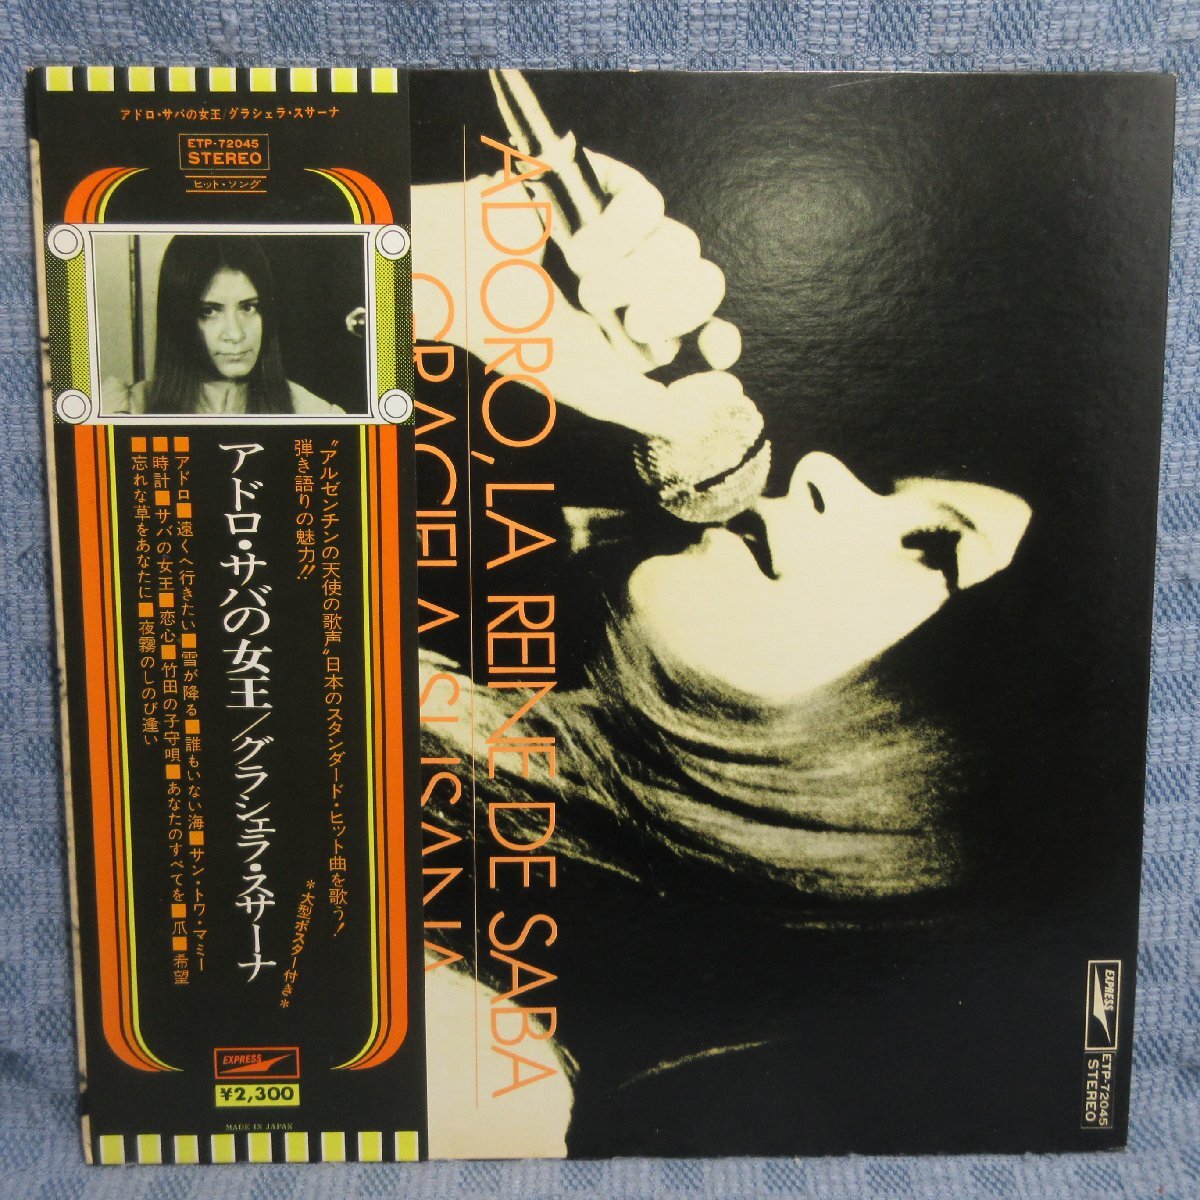 アドロ・サバの女王/グラシェラ・スサーナ
ETP-72045
STEREO
ヒット・ソング
“アルゼンチンの天使の歌声”日本のスタンダード・ヒット曲を歌う!
弾き語りの魅力!!
＊大型ポスター付き＊
アドロ・サバの女王/グラシェラ・スサーナ
■アドロ■遠くへ行きたい■雪が降る■誰もいない海■サン・トワ・マミー
■時計■サバの女王■恋心■竹田の子守唄■あなたのすべてを■爪■希望
■忘れな草をあなたに■夜霧のしのび逢い
EXPRESS
¥2,300
MADE IN JAPAN
ADORO, LA REINE DE SABA
GRACIELA SUSANA
EXPRESS
ETP-72045
STEREO